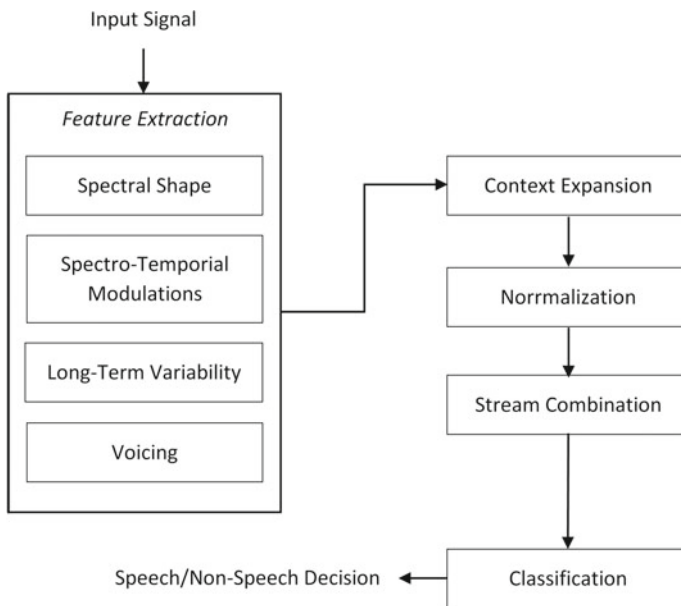 Input Signal
Feature Extraction
Spectral Shape
Spectro-Temporal
Modulations
Long-Term Variability
Voicing
Context Expansion
Norrmalization
Stream Combination
Classification
Speech/Non-Speech Decision